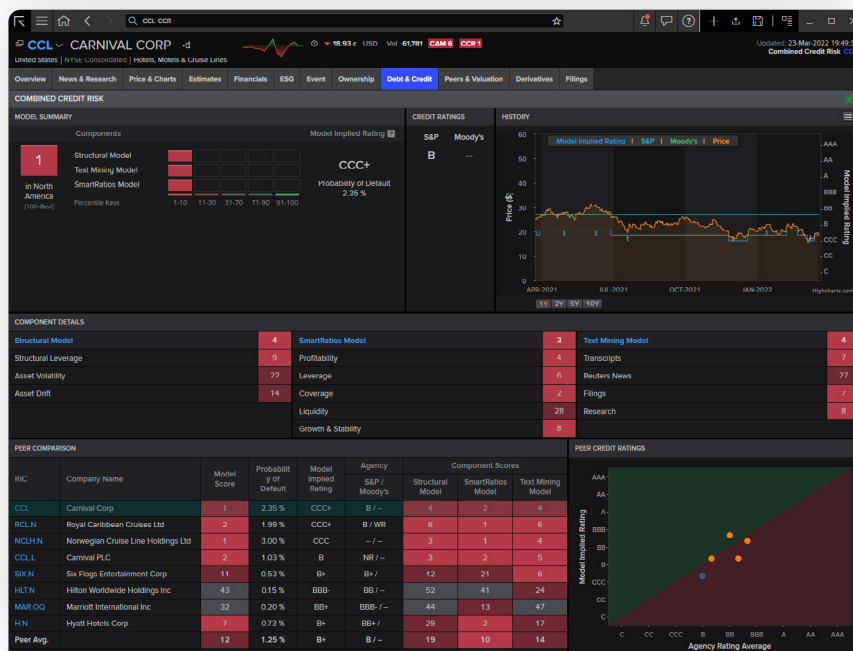 CCL CCR
CCL CARNIVAL CORP -d
18.93 c USD Vol 61,781 CAM 6 CCR 1
Updated: 23-Mar-2022 19:49:3
Combined Credit Risk CC
United States | NYSE Consolidated | Hotels, Motels & Cruise Lines
Overview News & Research Price & Charts Estimates Financials ESG Event Ownership Debt & Credit Peers & Valuation Derivatives Filings
COMBINED CREDIT RISK
MODEL SUMMARY
Components Model Implied Rating ?
1
in North
America
[100=Best]
Structural Model
Text Mining Model
SmartRatios Model
Percentile Keys 1-10 11-30 31-70 71-90 91-100
CCC+
Probability of Default
2.35 %
CREDIT RATINGS
S&P Moody's
B --
HISTORY
Model Implied Rating | S&P | Moody's | Price
Price ($)
60
50
40
30
20
10
0
AAA
AA
A
BBB
BB
B
CCC
CC
C
Model Implied Rating
APR-2021 JUL-2021 OCT-2021 JAN-2022
Highcharts.com
1Y 2Y 5Y 10Y
COMPONENT DETAILS
Structural Model 4
Structural Leverage 9
Asset Volatility 22
Asset Drift 14
SmartRatios Model 2
Profitability 4
Leverage 6
Coverage 2
Liquidity 28
Growth & Stability 8
Text Mining Model 4
Transcripts 7
Reuters News 27
Filings 7
Research 8
PEER COMPARISON
RIC Company Name Model Score Probability of Default Model Implied Rating Agency S&P / Moody's Component Scores Structural Model SmartRatios Model Text Mining Model
CCL Carnival Corp 1 2.35 % CCC+ B / -- 4 2 4
RCL.N Royal Caribbean Cruises Ltd 2 1.99 % CCC+ B / WR 6 1 6
NCLH.N Norwegian Cruise Line Holdings Ltd 1 3.00 % CCC -- / -- 3 1 4
CCL.L Carnival PLC 2 1.03 % B NR / -- 3 2 5
SIX.N Six Flags Entertainment Corp 11 0.53 % B+ B+ / 12 21 6
HLT.N Hilton Worldwide Holdings Inc 43 0.15 % BBB- BB / -- 52 41 24
MAR.OQ Marriott International Inc 32 0.20 % BB+ BBB- / -- 44 13 47
H.N Hyatt Hotels Corp 7 0.73 % B+ BB+ / 29 2 17
Peer Avg. 12 1.25 % B+ B / -- 19 10 14
PEER CREDIT RATINGS
Model Implied Rating
AAA
AA
A
BBB
BB
B
CCC
CC
C
C CC CCC B BB BBB A AA AAA
Agency Rating Average